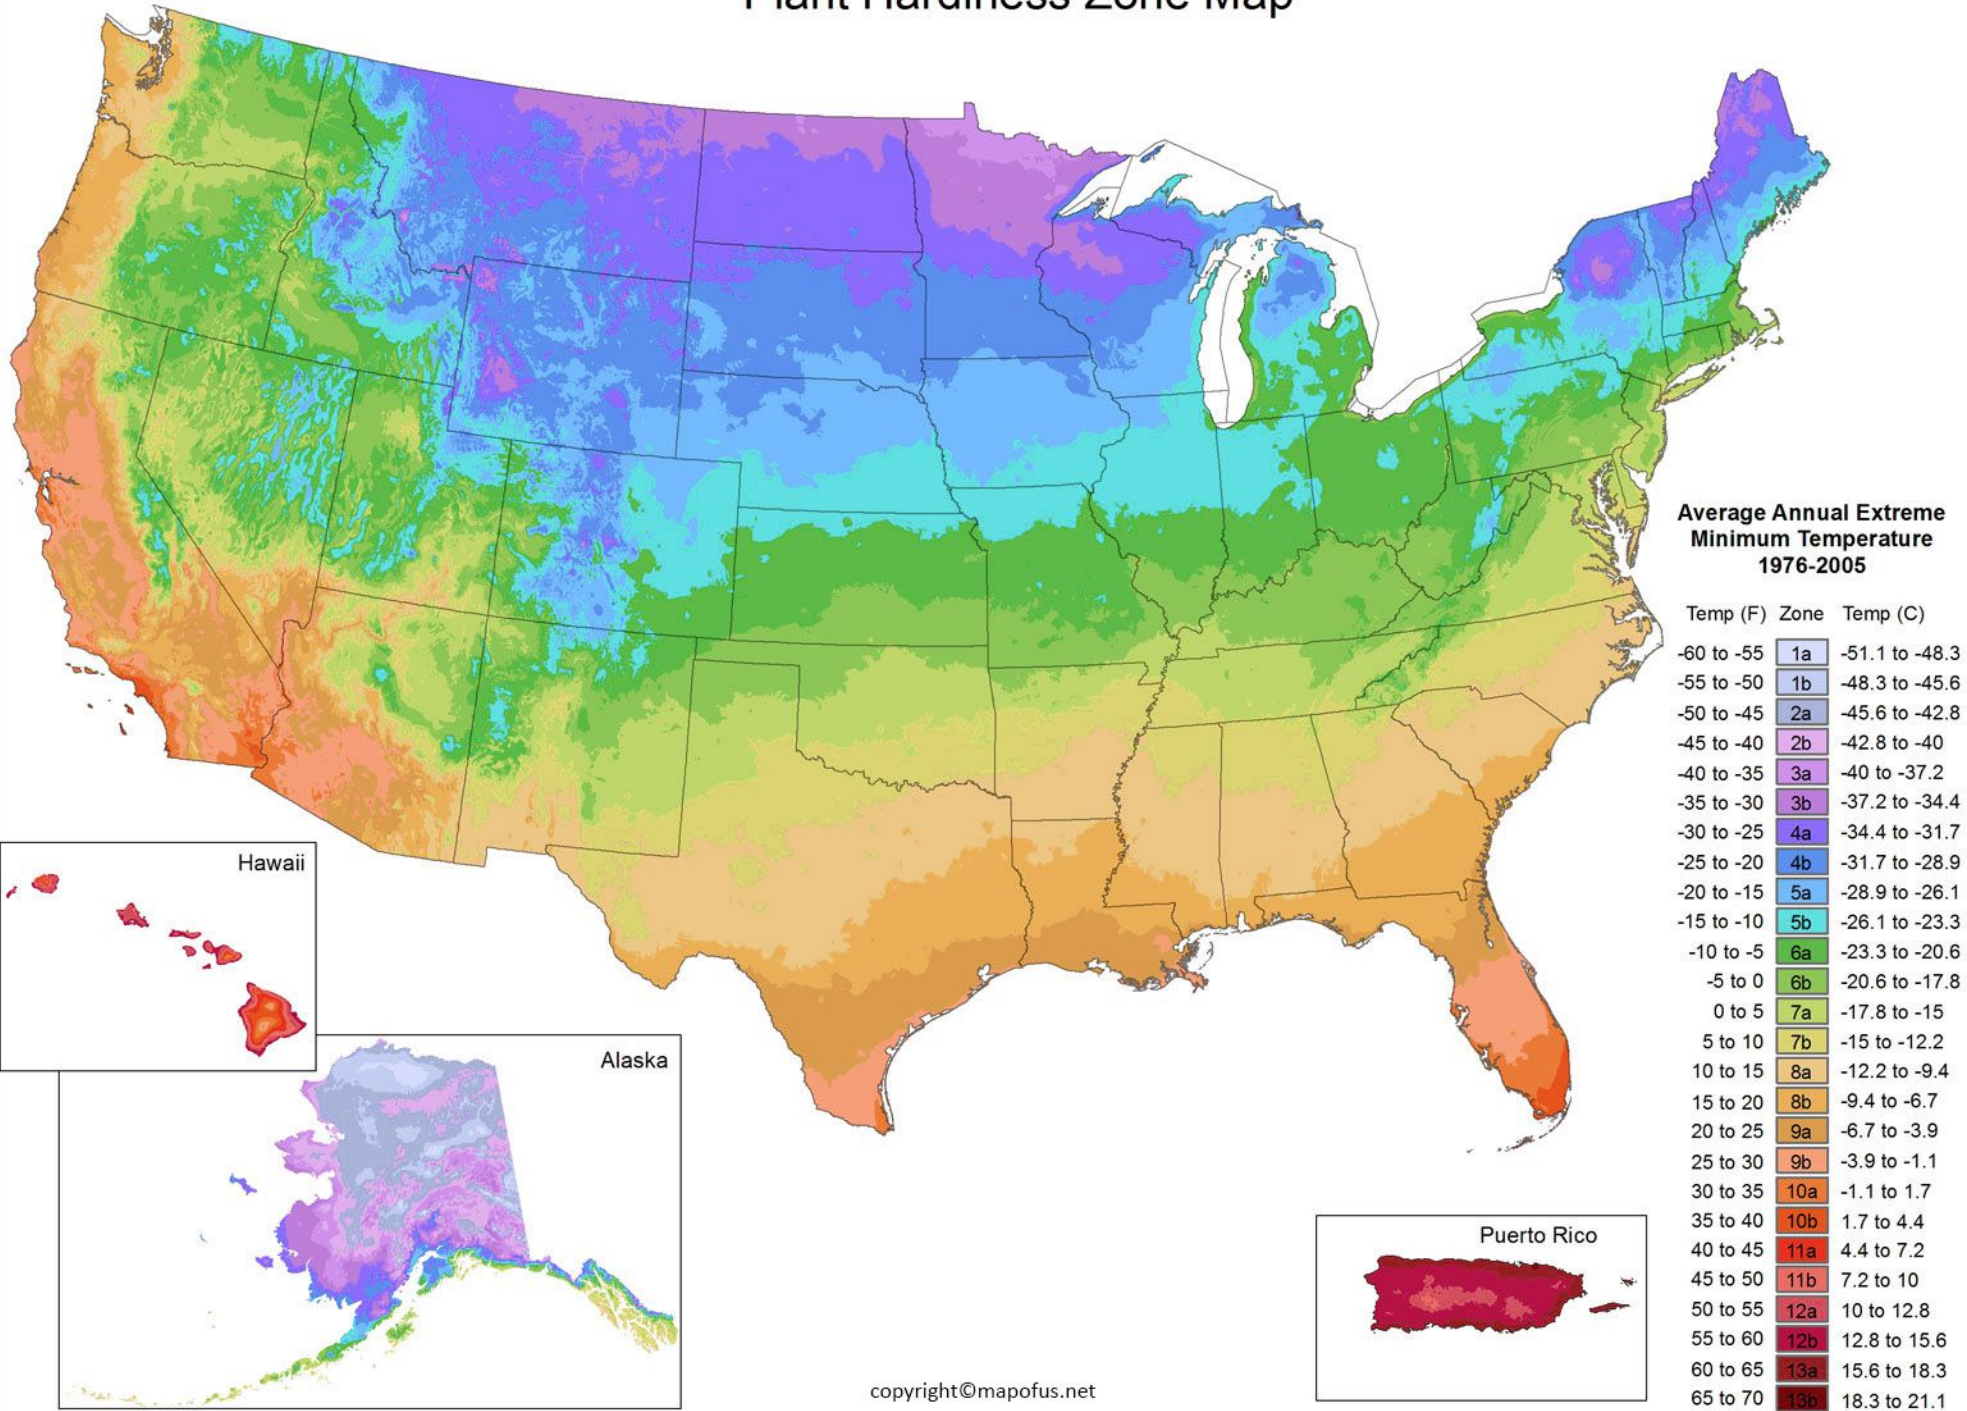 Plant Hardiness Zone Map
Average Annual Extreme
Minimum Temperature
1976-2005
Temp (F) Zone Temp (C)
-60 to -55 1a -51.1 to -48.3
-55 to -50 1b -48.3 to -45.6
-50 to -45 2a -45.6 to -42.8
-45 to -40 2b -42.8 to -40
-40 to -35 3a -40 to -37.2
-35 to -30 3b -37.2 to -34.4
-30 to -25 4a -34.4 to -31.7
-25 to -20 4b -31.7 to -28.9
-20 to -15 5a -28.9 to -26.1
-15 to -10 5b -26.1 to -23.3
-10 to -5 6a -23.3 to -20.6
-5 to 0 6b -20.6 to -17.8
0 to 5 7a -17.8 to -15
5 to 10 7b -15 to -12.2
10 to 15 8a -12.2 to -9.4
15 to 20 8b -9.4 to -6.7
20 to 25 9a -6.7 to -3.9
25 to 30 9b -3.9 to -1.1
30 to 35 10a -1.1 to 1.7
35 to 40 10b 1.7 to 4.4
40 to 45 11a 4.4 to 7.2
45 to 50 11b 7.2 to 10
50 to 55 12a 10 to 12.8
55 to 60 12b 12.8 to 15.6
60 to 65 13a 15.6 to 18.3
65 to 70 13b 18.3 to 21.1
Hawaii
Alaska
Puerto Rico
copyright©mapofus.net